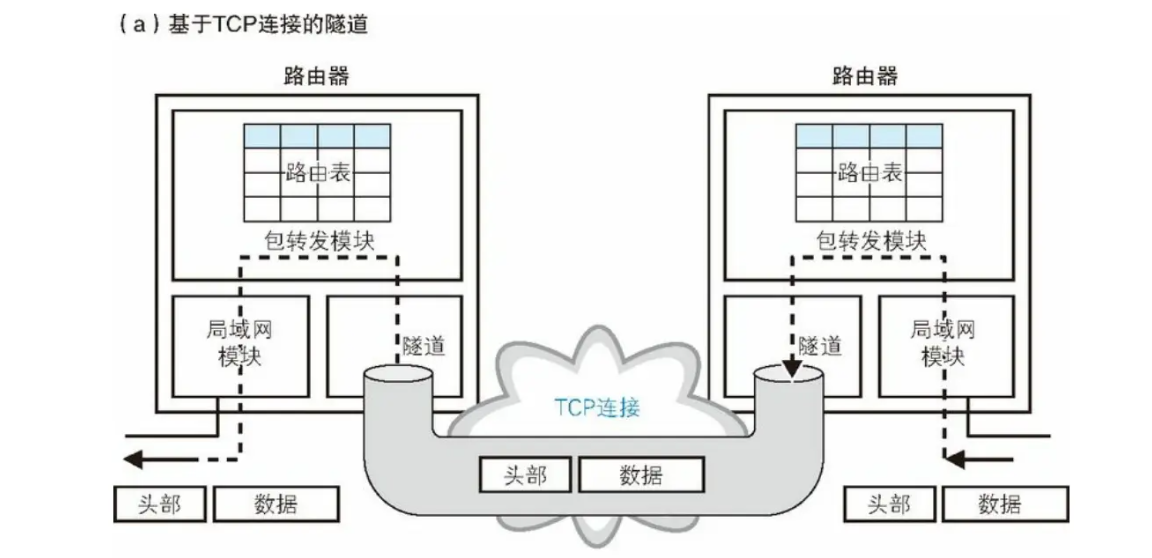 （a）基于TCP连接的隧道
路由器
路由器
路由表
路由表
包转发模块
包转发模块
局域网
模块
隧道
隧道
局域网
模块
TCP连接
头部
数据
头部
数据
头部
数据